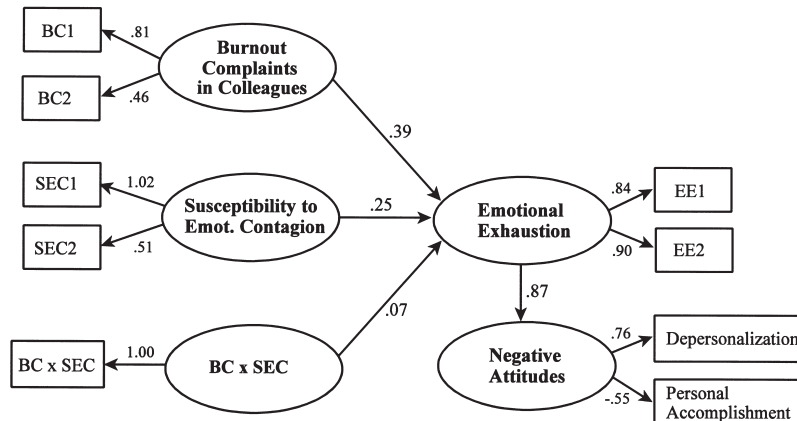 BC1
.81
Burnout
Complaints
in Colleagues
BC2
.46
.39
SEC1
1.02
Susceptibility to
Emot. Contagion
SEC2
.51
.25
Emotional
Exhaustion
.84
EE1
.90
EE2
.07
.87
BC x SEC
1.00
BC x SEC
Negative
Attitudes
.76
Depersonalization
-.55
Personal
Accomplishment